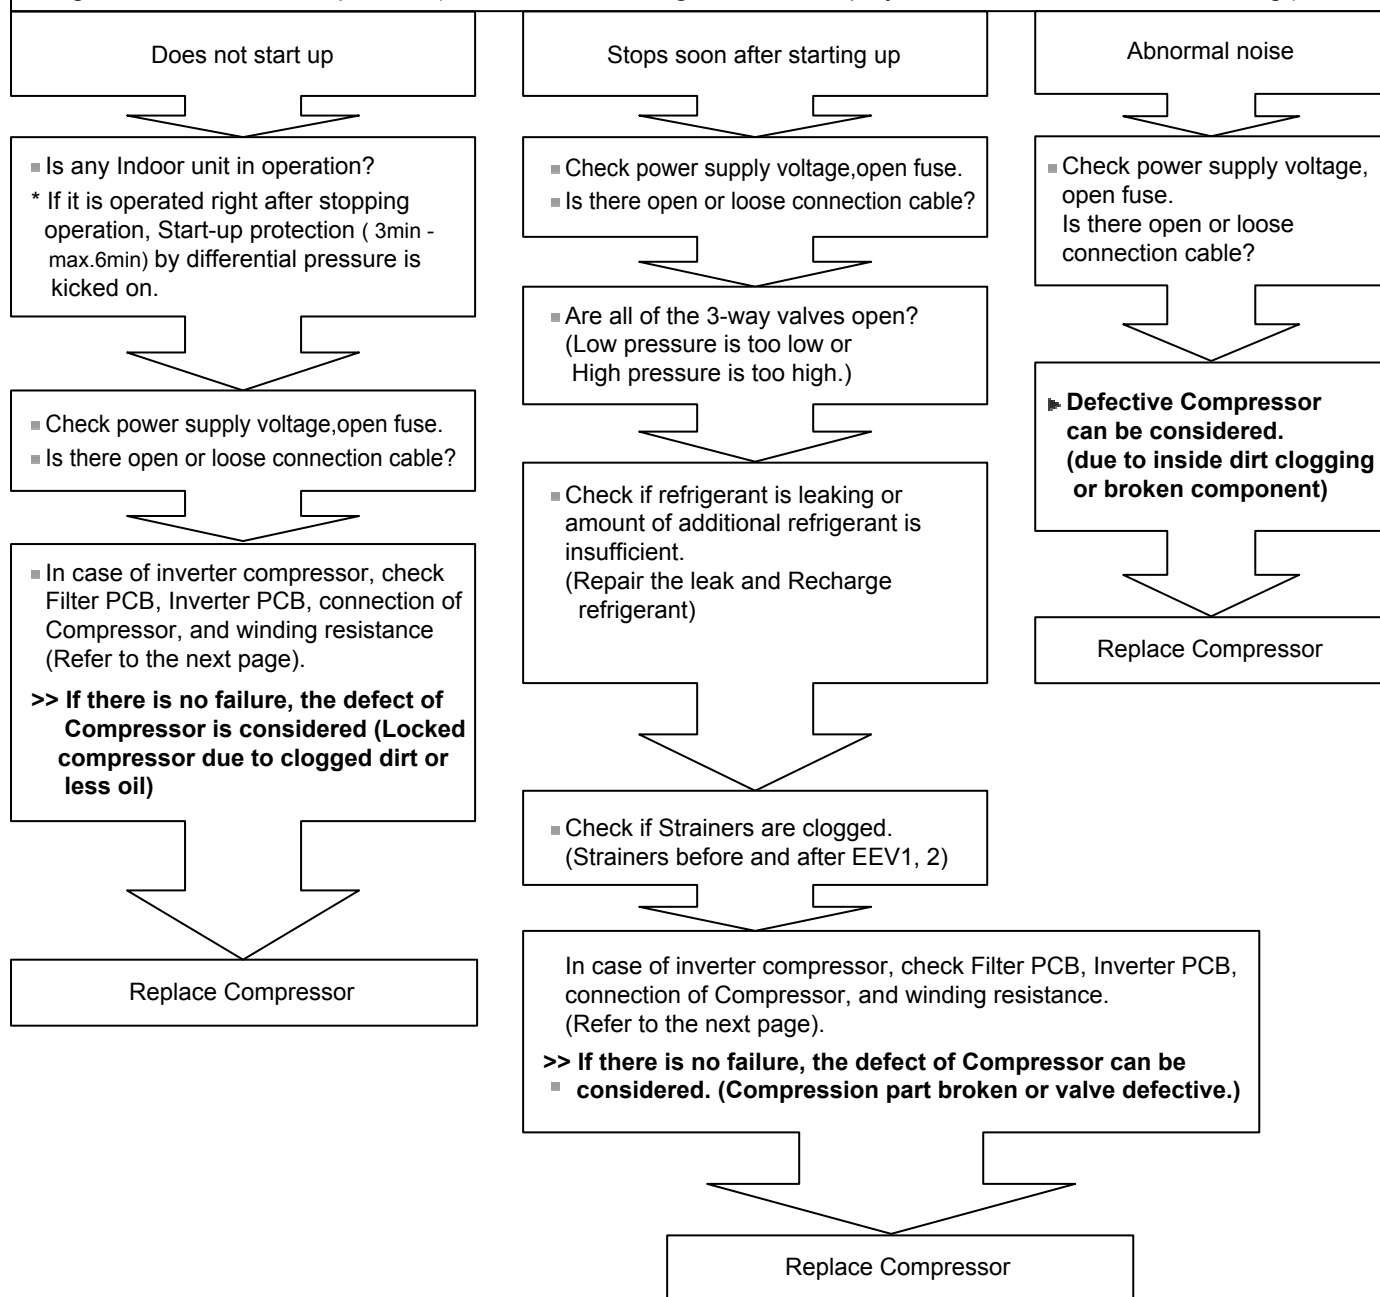 Does not start up
Is any Indoor unit in operation?
* If it is operated right after stopping
operation, Start-up protection ( 3min -
max.6min) by differential pressure is
kicked on.
Check power supply voltage,open fuse.
Is there open or loose connection cable?
In case of inverter compressor, check
Filter PCB, Inverter PCB, connection of
Compressor, and winding resistance
(Refer to the next page).
>> If there is no failure, the defect of
Compressor is considered (Locked
compressor due to clogged dirt or
less oil)
Replace Compressor
Stops soon after starting up
Check power supply voltage,open fuse.
Is there open or loose connection cable?
Are all of the 3-way valves open?
(Low pressure is too low or
High pressure is too high.)
Check if refrigerant is leaking or
amount of additional refrigerant is
insufficient.
(Repair the leak and Recharge
refrigerant)
Check if Strainers are clogged.
(Strainers before and after EEV1, 2)
In case of inverter compressor, check Filter PCB, Inverter PCB,
connection of Compressor, and winding resistance.
(Refer to the next page).
>> If there is no failure, the defect of Compressor can be
considered. (Compression part broken or valve defective.)
Replace Compressor
Abnormal noise
Check power supply voltage,
open fuse.
Is there open or loose
connection cable?
Defective Compressor
can be considered.
(due to inside dirt clogging
or broken component)
Replace Compressor